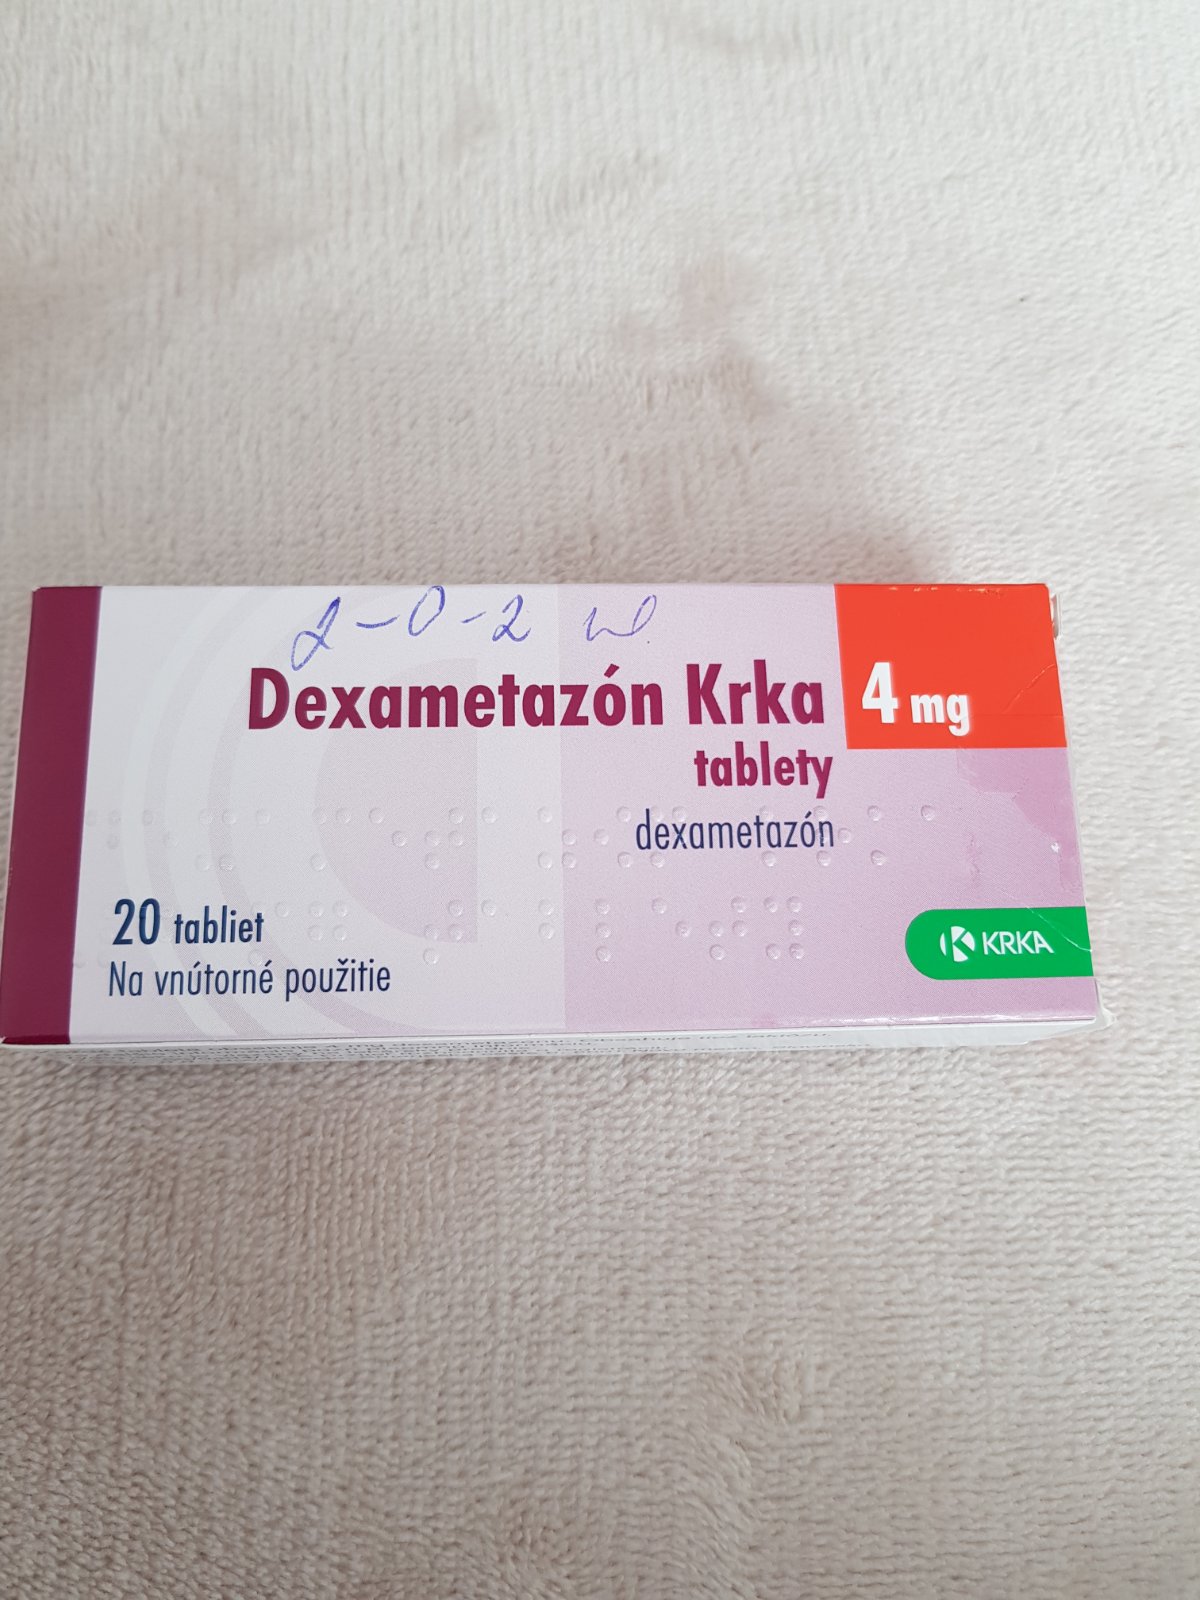 2-0-2
Dexametazón Krka 4 mg
tablety
dexametazón
20 tabliet
Na vnútorné použitie
KRKA